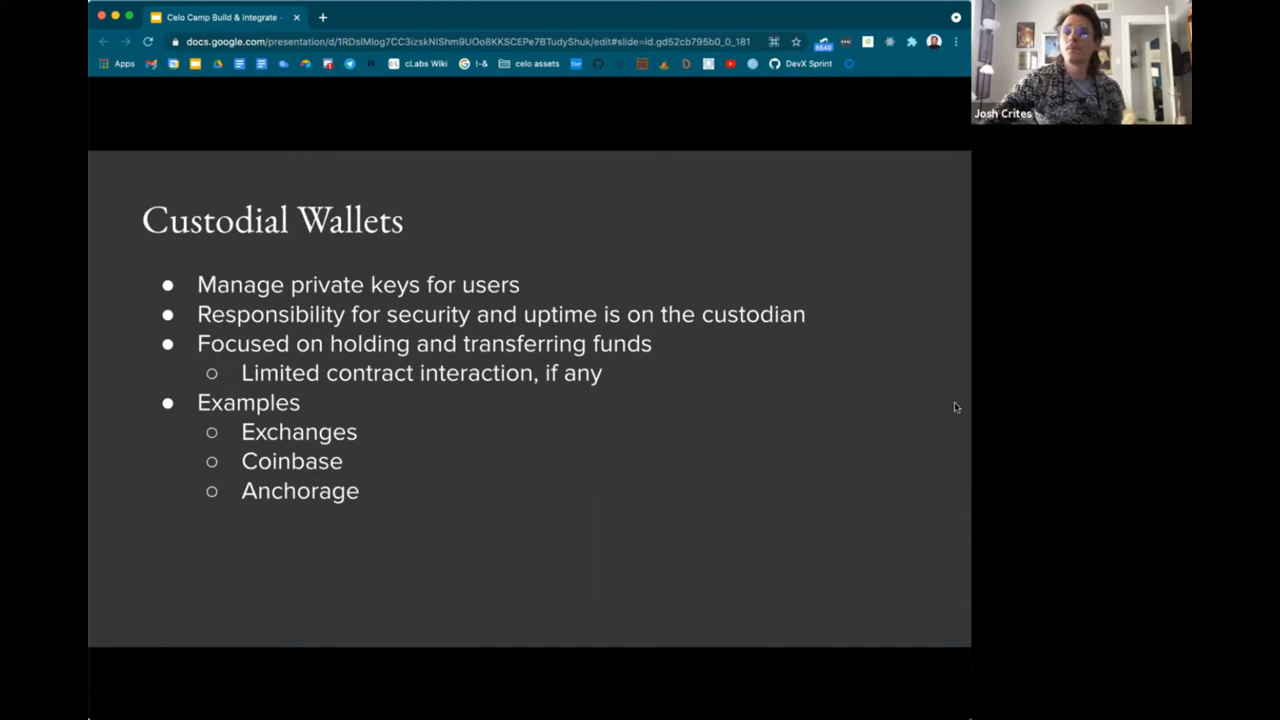 Celo Camp Build & Integrate -
docs.google.com/presentation/d/1RDsIMlog7CC3izskNIShm9UOo8KKSCEPe7BTudyShuk/edit#slide=id.gd52cb795b0_0_181
6649
Apps
cLabs Wiki
!-&
celo assets
DevX Sprint
Josh Crites
Custodial Wallets
● Manage private keys for users
● Responsibility for security and uptime is on the custodian
● Focused on holding and transferring funds
○ Limited contract interaction, if any
● Examples
○ Exchanges
○ Coinbase
○ Anchorage